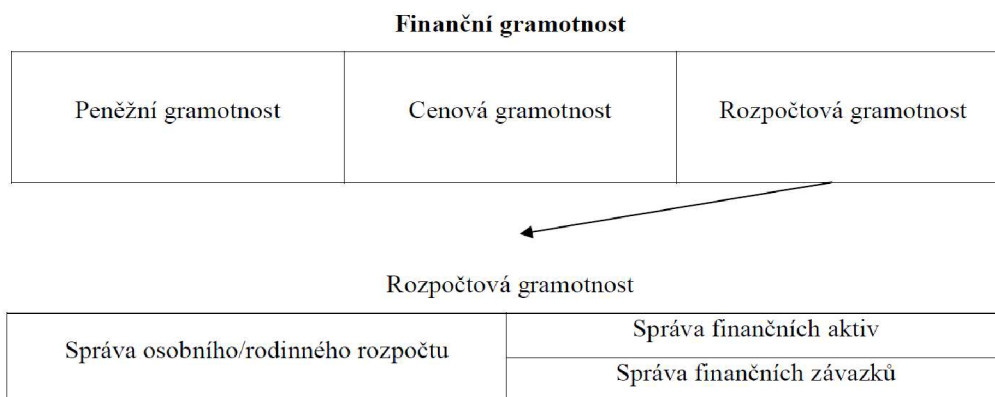 Finanční gramotnost
Peněžní gramotnost
Cenová gramotnost
Rozpočtová gramotnost
Rozpočtová gramotnost
Správa osobního/rodinného rozpočtu
Správa finančních aktiv
Správa finančních závazků